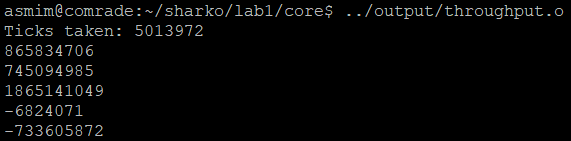 asmim@comrade:~/sharko/lab1/core$ ../output/throughput.o
Ticks taken: 5013972
865834706
745094985
1865141049
-6824071
-733605872